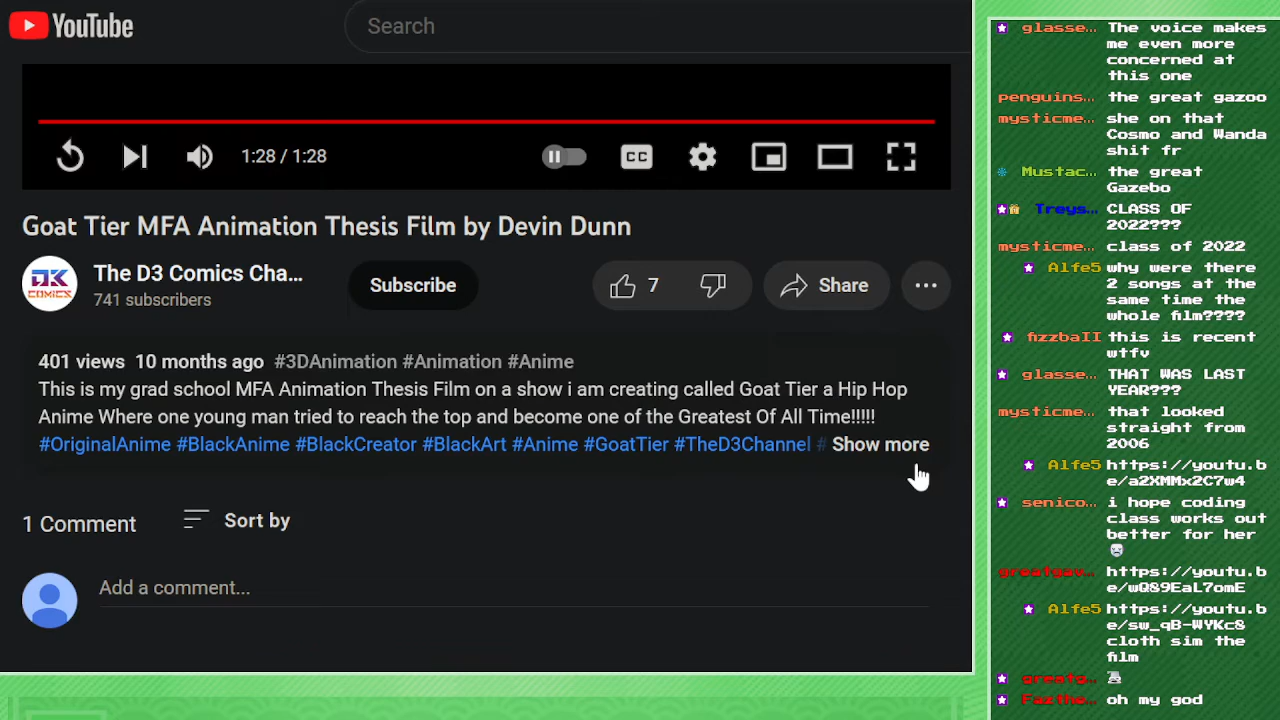 YouTube
Search
1:28 / 1:28
CC
Goat Tier MFA Animation Thesis Film by Devin Dunn
DK
COMICS
The D3 Comics Cha...
741 subscribers
Subscribe
7
Share
401 views 10 months ago #3DAnimation #Animation #Anime
This is my grad school MFA Animation Thesis Film on a show i am creating called Goat Tier a Hip Hop
Anime Where one young man tried to reach the top and become one of the Greatest Of All Time!!!!!
#OriginalAnime #BlackAnime #BlackCreator #BlackArt #Anime #GoatTier #TheD3Channel # Show more
1 Comment
Sort by
Add a comment...
glasse... The voice makes
me even more
concerned at
this one
penguins... the great gazoo
mysticme... she on that
Cosmo and Wanda
shit fr
Mustac... the great
Gazebo
Treys... CLASS OF
2022???
mysticme... class of 2022
Alfe5 why were there
2 songs at the
same time the
whole film????
fizzbaII this is recent
wtfv
glasse... THAT WAS LAST
YEAR???
mysticme... that looked
straight from
2006
Alfe5 https://youtu.b
e/a2XMMx2C7w4
senico... i hope coding
class works out
better for her
greatgav... https://youtu.b
e/wQ89EaL7omE
Alfe5 https://youtu.b
e/sw_qB-WYKc8
cloth sim the
film
greatg...
Faxthe... oh my god